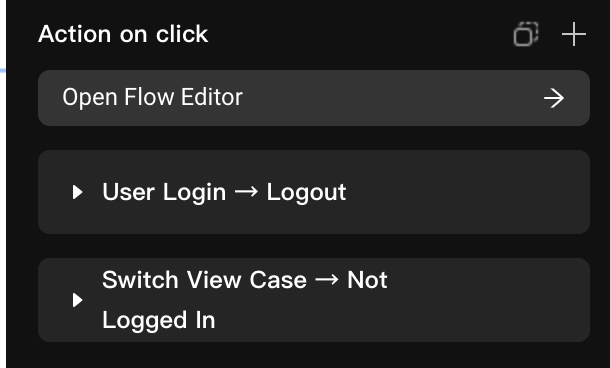 Action on click
Open Flow Editor
User Login → Logout
Switch View Case → Not
Logged In